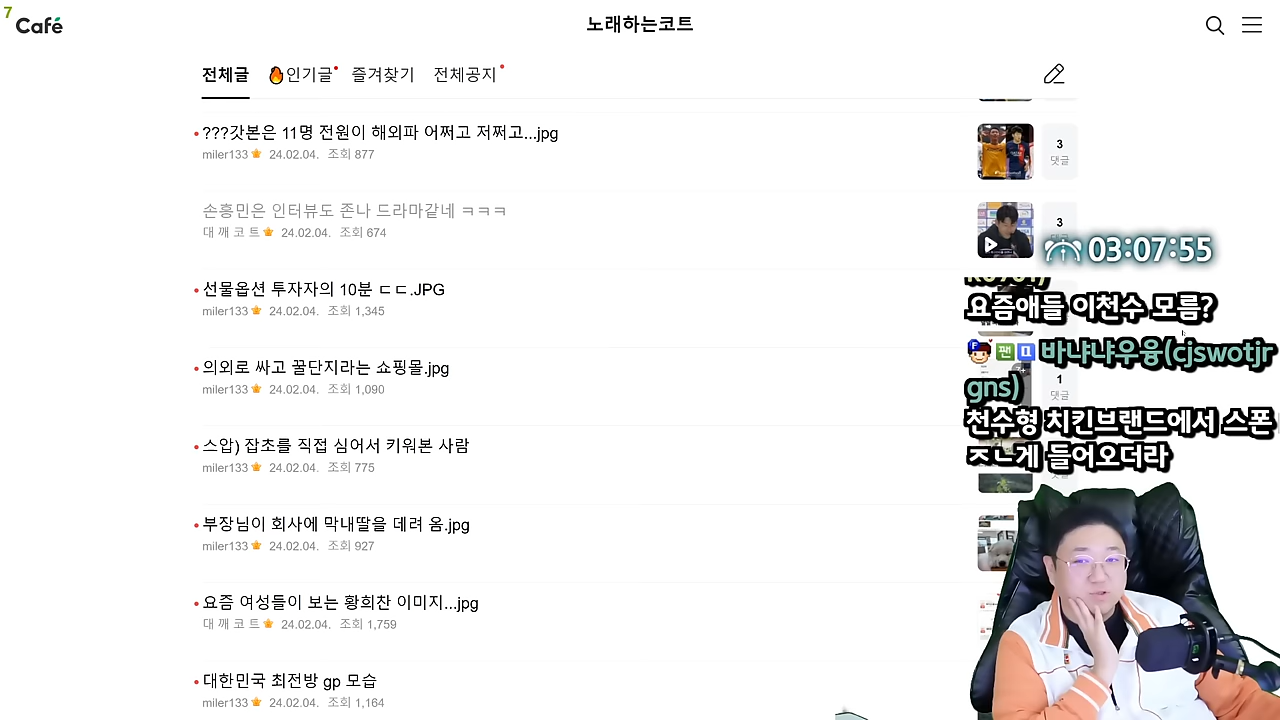 7
Café
노래하는코트
전체글 🔥인기글 즐겨찾기 전체공지
???갓본은 11명 전원이 해외파 어쩌고 저쩌고...jpg
miler133 24.02.04. 조회 877
3
댓글
손흥민은 인터뷰도 존나 드라마같네 ㅋㅋㅋ
대 깨 코 트 24.02.04. 조회 674
3
03:07:55
선물옵션 투자자의 10분 ㄷㄷ.JPG
miler133 24.02.04. 조회 1,345
요즘애들 이천수 모름?
의외로 싸고 꿀단지라는 쇼핑몰.jpg
miler133 24.02.04. 조회 1,090
1
댓글
팬 바냐냐우융(cjswotjr
gns)
천수형 치킨브랜드에서 스폰
ㅈㄴ게 들어오더라
스압) 잡초를 직접 심어서 키워본 사람
miler133 24.02.04. 조회 775
부장님이 회사에 막내딸을 데려 옴.jpg
miler133 24.02.04. 조회 927
요즘 여성들이 보는 황희찬 이미지...jpg
대 깨 코 트 24.02.04. 조회 1,759
대한민국 최전방 gp 모습
miler133 24.02.04. 조회 1,164